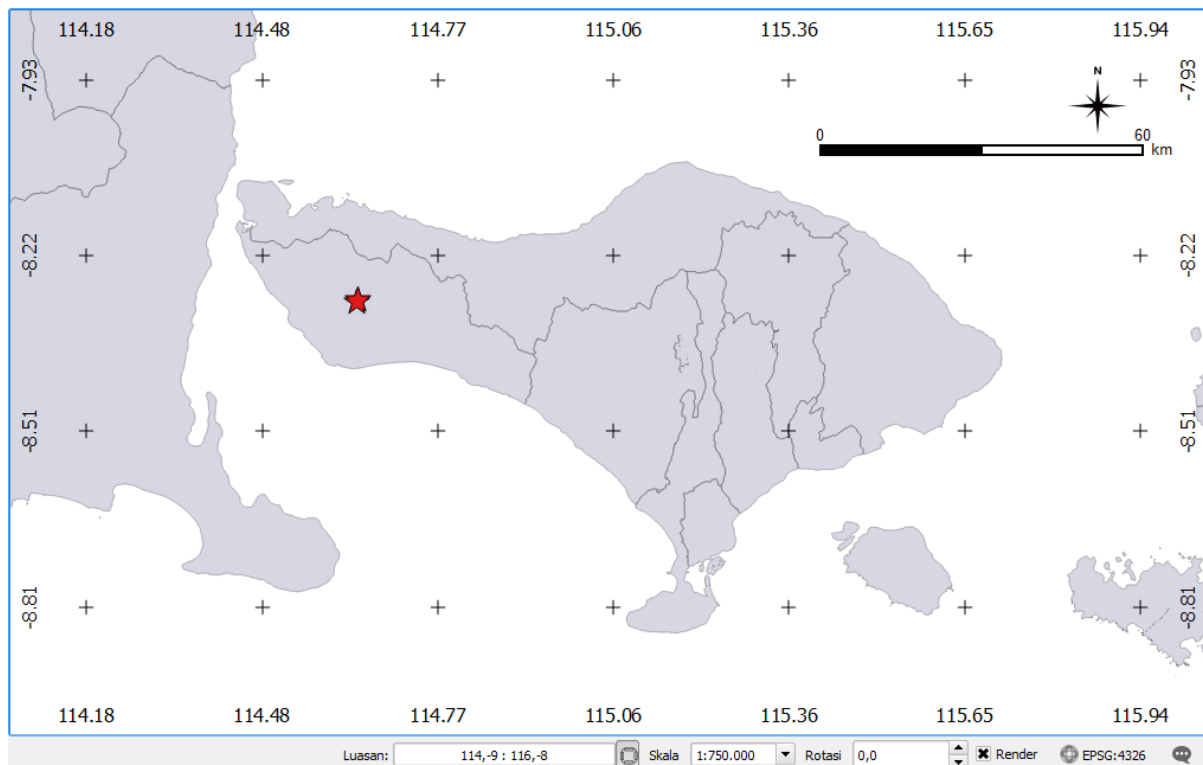 114.18 114.48 114.77 115.06 115.36 115.65 115.94
-7.93 -7.93
N
0 60
km
-8.22 -8.22
-8.51 -8.51
-8.81 -8.81
114.18 114.48 114.77 115.06 115.36 115.65 115.94
Luasan: 114,-9 : 116,-8 Skala 1:750.000 Rotasi 0,0 Render EPSG:4326